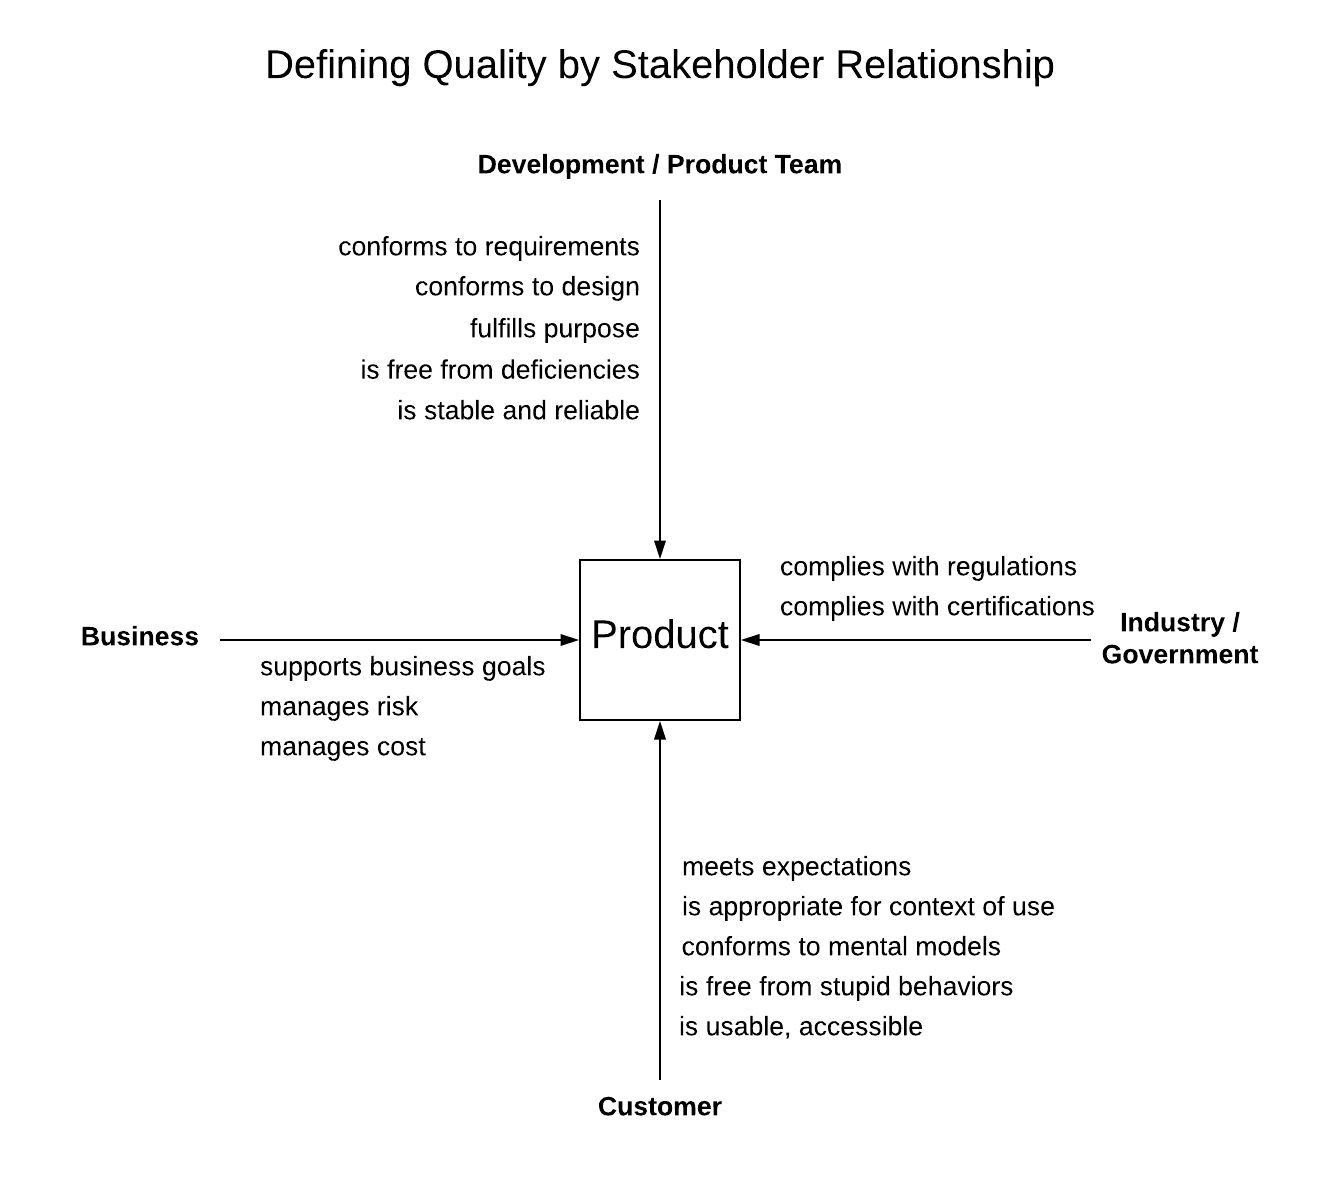 Defining Quality by Stakeholder Relationship
Development / Product Team
conforms to requirements
conforms to design
fulfills purpose
is free from deficiencies
is stable and reliable
complies with regulations
complies with certifications
Industry /
Government
Product
Business
supports business goals
manages risk
manages cost
meets expectations
is appropriate for context of use
conforms to mental models
is free from stupid behaviors
is usable, accessible
Customer